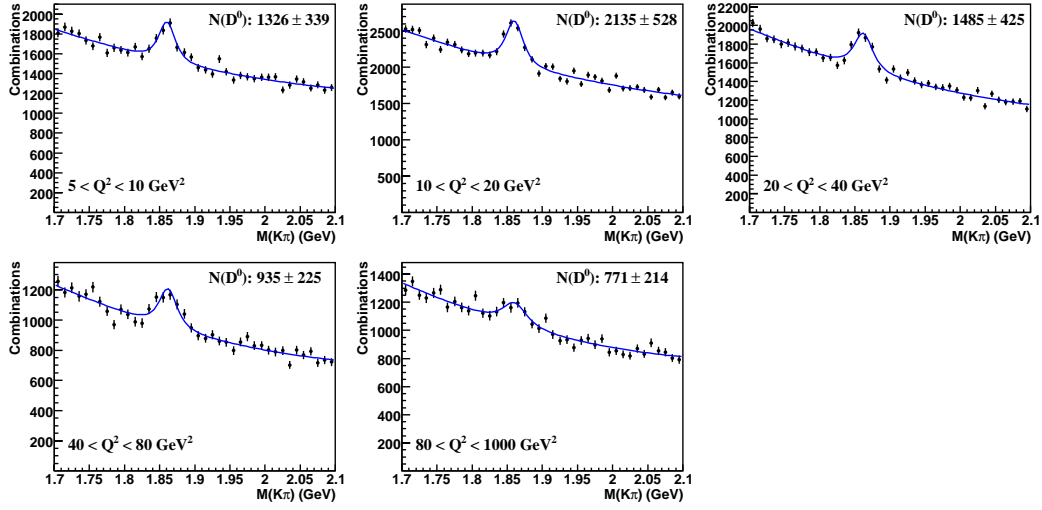 Combinations
N(D⁰): 1326 ± 339
2000
1800
1600
1400
1200
1000
800
600
400
200
5 < Q² < 10 GeV²
1.7 1.75 1.8 1.85 1.9 1.95 2 2.05 2.1
M(Kπ) (GeV)
Combinations
N(D⁰): 2135 ± 528
2500
2000
1500
1000
500
10 < Q² < 20 GeV²
1.7 1.75 1.8 1.85 1.9 1.95 2 2.05 2.1
M(Kπ) (GeV)
Combinations
N(D⁰): 1485 ± 425
2000
1800
1600
1400
1200
1000
800
600
400
200
20 < Q² < 40 GeV²
1.7 1.75 1.8 1.85 1.9 1.95 2 2.05 2.1
M(Kπ) (GeV)
Combinations
N(D⁰): 935 ± 225
1200
1000
800
600
400
200
40 < Q² < 80 GeV²
1.7 1.75 1.8 1.85 1.9 1.95 2 2.05 2.1
M(Kπ) (GeV)
Combinations
N(D⁰): 771 ± 214
1400
1200
1000
800
600
400
200
80 < Q² < 1000 GeV²
1.7 1.75 1.8 1.85 1.9 1.95 2 2.05 2.1
M(Kπ) (GeV)